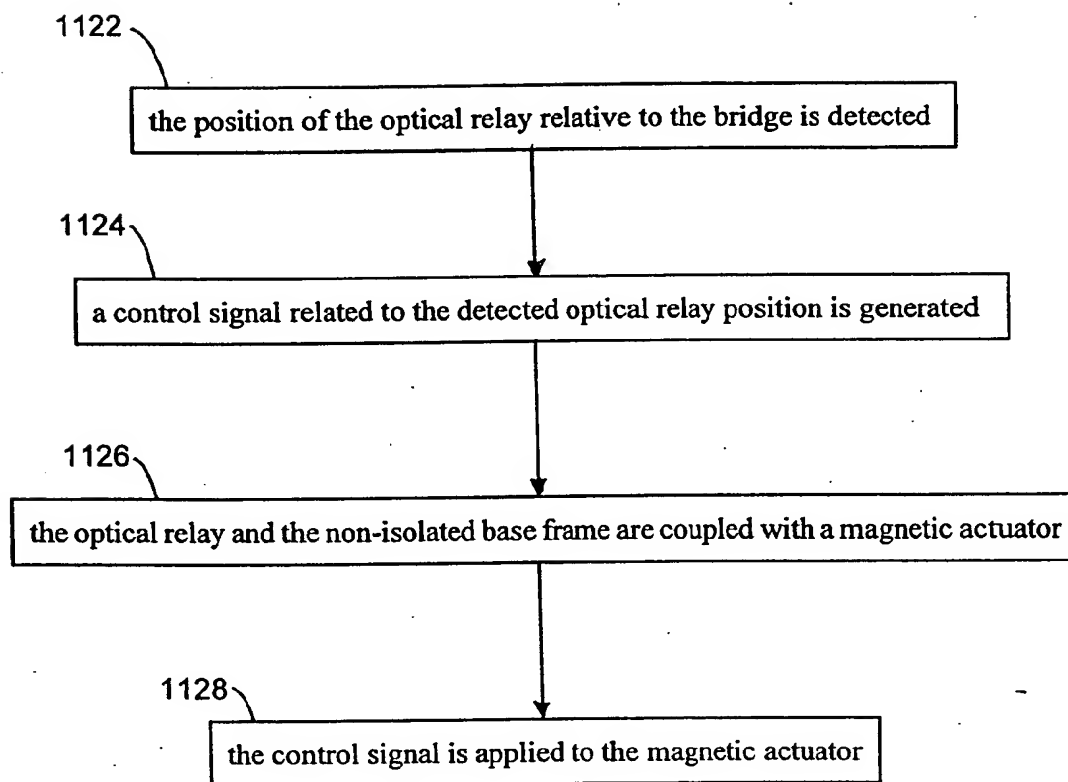 1122
the position of the optical relay relative to the bridge is detected
1124
a control signal related to the detected optical relay position is generated
1126
the optical relay and the non-isolated base frame are coupled with a magnetic actuator
1128
the control signal is applied to the magnetic actuator